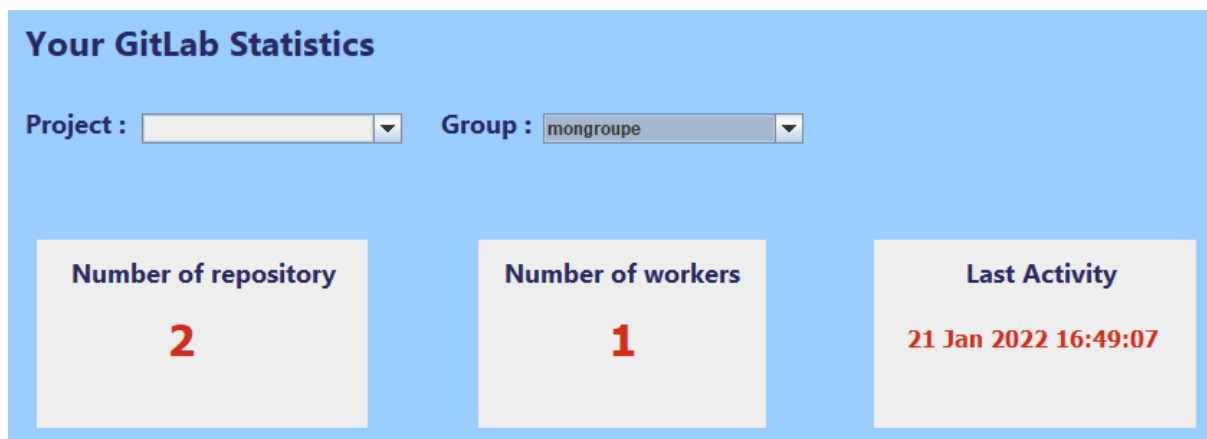 Your GitLab Statistics
Project :
Group : mongroupe
Number of repository
2
Number of workers
1
Last Activity
21 Jan 2022 16:49:07